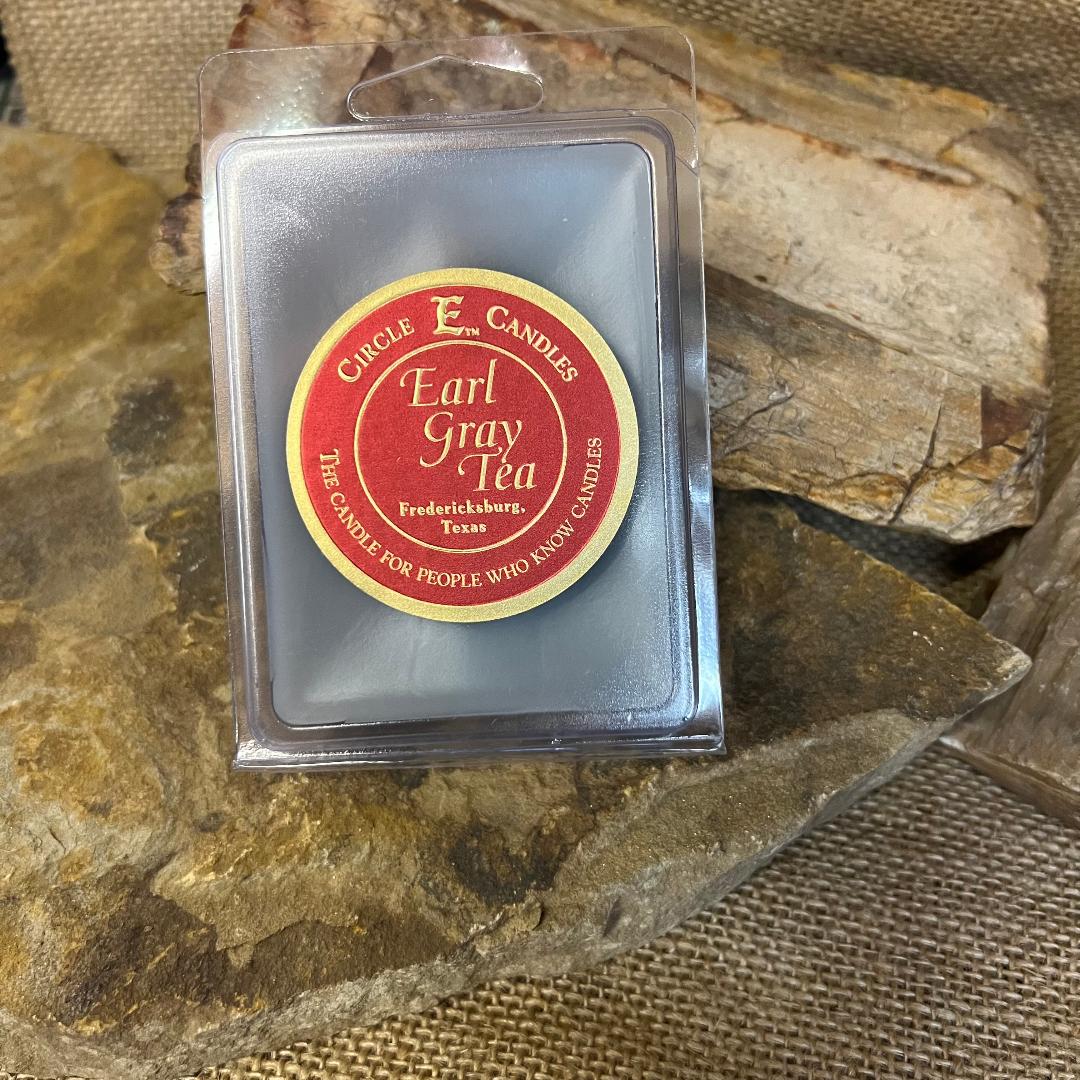 CIRCLE E™ CANDLES
Earl
Gray
Tea
Fredericksburg,
Texas
THE CANDLE FOR PEOPLE WHO KNOW CANDLES